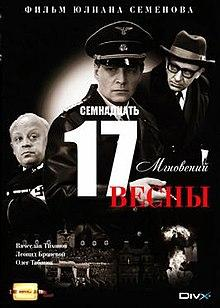 ФИЛЬМ ЮЛИАНА СЕМЕНОВА
СЕМНАДЦАТЬ
17
Мгновений
ВЕСНЫ
Вячеслав Тихонов
Леонид Броневой
Олег Табаков
DivX